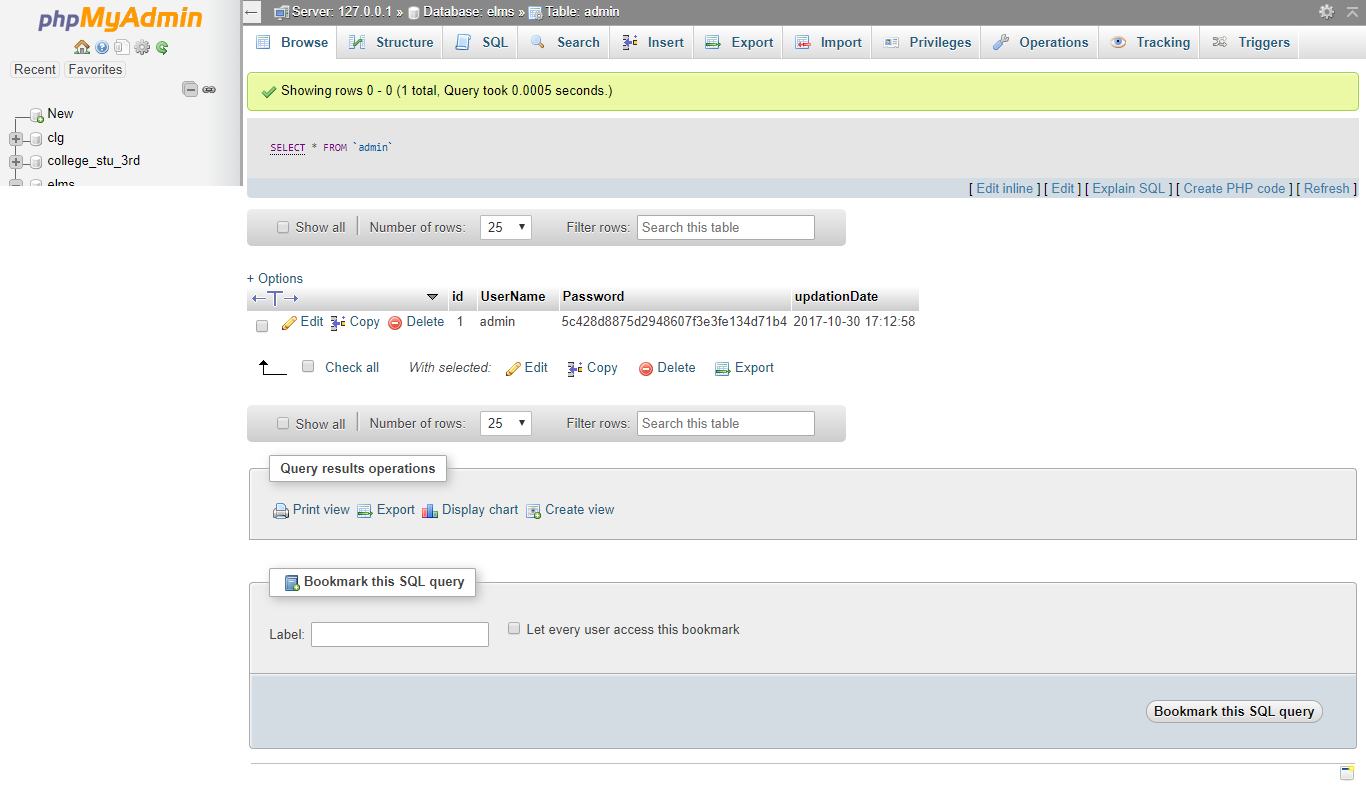 phpMyAdmin
Recent Favorites
New
clg
college_stu_3rd
elms
Server: 127.0.0.1 » Database: elms » Table: admin
Browse Structure SQL Search Insert Export Import Privileges Operations Tracking Triggers
Showing rows 0 - 0 (1 total, Query took 0.0005 seconds.)
SELECT * FROM `admin`
[ Edit inline ] [ Edit ] [ Explain SQL ] [ Create PHP code ] [ Refresh ]
Show all Number of rows: 25 Filter rows: Search this table
+ Options
←T→ id UserName Password updationDate
Edit Copy Delete 1 admin 5c428d8875d2948607f3e3fe134d71b4 2017-10-30 17:12:58
Check all With selected: Edit Copy Delete Export
Show all Number of rows: 25 Filter rows: Search this table
Query results operations
Print view Export Display chart Create view
Bookmark this SQL query
Label: Let every user access this bookmark
Bookmark this SQL query